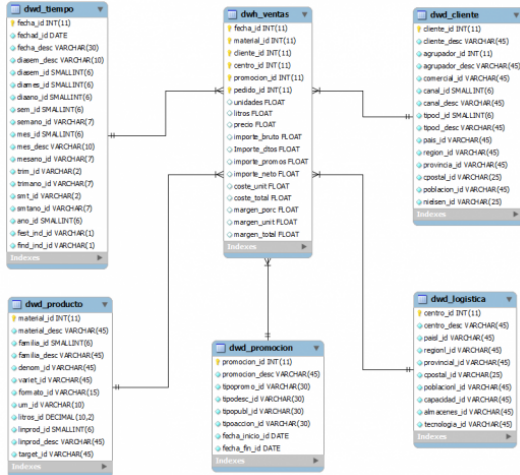 dwd_tiempo
fecha_id INT(11)
fechad_id DATE
fecha_desc VARCHAR(30)
diasem_desc VARCHAR(10)
diasem_id SMALLINT(6)
diames_id SMALLINT(6)
diaano_id SMALLINT(6)
sem_id SMALLINT(6)
semano_id VARCHAR(7)
mes_id SMALLINT(6)
mes_desc VARCHAR(10)
mesano_id VARCHAR(7)
trim_id VARCHAR(2)
trimano_id VARCHAR(7)
smt_id VARCHAR(2)
smtano_id VARCHAR(7)
ano_id SMALLINT(6)
fest_ind_id VARCHAR(1)
find_ind_id VARCHAR(1)
Indexes
dwh_ventas
fecha_id INT(11)
material_id INT(11)
cliente_id INT(11)
centro_id INT(11)
promocion_id INT(11)
pedido_id INT(11)
unidades FLOAT
litros FLOAT
precio FLOAT
importe_bruto FLOAT
Importe_dtos FLOAT
importe_promos FLOAT
importe_neto FLOAT
coste_unit FLOAT
coste_total FLOAT
margen_porc FLOAT
margen_unit FLOAT
margen_total FLOAT
Indexes
dwd_cliente
cliente_id INT(11)
cliente_desc VARCHAR(45)
agrupador_id INT(11)
agrupador_desc VARCHAR(45)
comercial_id VARCHAR(45)
canal_id SMALLINT(6)
canal_desc VARCHAR(45)
tipod_id SMALLINT(6)
tipod_desc VARCHAR(45)
pais_id VARCHAR(45)
region_id VARCHAR(45)
provincia_id VARCHAR(45)
cpostal_id VARCHAR(25)
poblacion_id VARCHAR(45)
nielsen_id VARCHAR(25)
Indexes
dwd_producto
material_id INT(11)
material_desc VARCHAR(45)
familia_id SMALLINT(6)
familia_desc VARCHAR(45)
denom_id VARCHAR(45)
variet_id VARCHAR(45)
formato_id VARCHAR(15)
um_id VARCHAR(10)
litros_id DECIMAL(10,2)
linprod_id SMALLINT(6)
linprod_desc VARCHAR(45)
target_id VARCHAR(45)
Indexes
dwd_promocion
promocion_id INT(11)
promocion_desc VARCHAR(45)
tipopromo_id VARCHAR(30)
tipodesc_id VARCHAR(30)
tipopubl_id VARCHAR(30)
tipoaccion_id VARCHAR(30)
fecha_inicio_id DATE
fecha_fin_id DATE
Indexes
dwd_logistica
centro_id INT(11)
centro_desc VARCHAR(45)
paisl_id VARCHAR(45)
regionl_id VARCHAR(45)
provincial_id VARCHAR(45)
cpostal_id VARCHAR(25)
poblacionl_id VARCHAR(45)
capacidad_id VARCHAR(45)
almacenes_id VARCHAR(45)
tecnologia_id VARCHAR(45)
Indexes